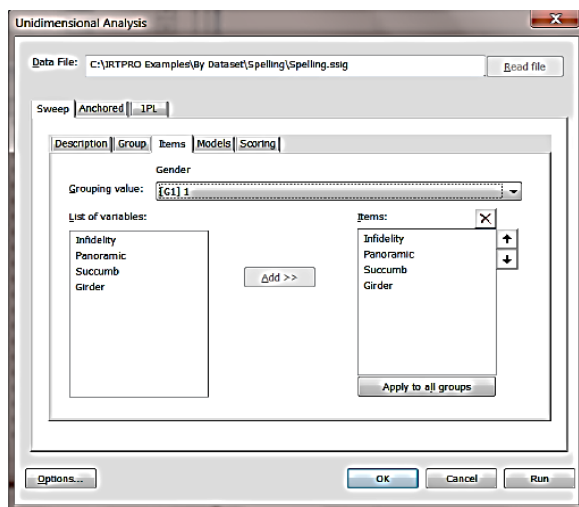 Unidimensional Analysis
X
Data File: C:\IRTPRO Examples\By Dataset\Spelling\Spelling.ssig Read file
Sweep Anchored 1PL
Description Group Items Models Scoring
Gender
Grouping value: [G1] 1
List of variables: Items: X
Infidelity
Panoramic
Succumb
Girder
Add >>
Infidelity
Panoramic
Succumb
Girder
Apply to all groups
Options... OK Cancel Run